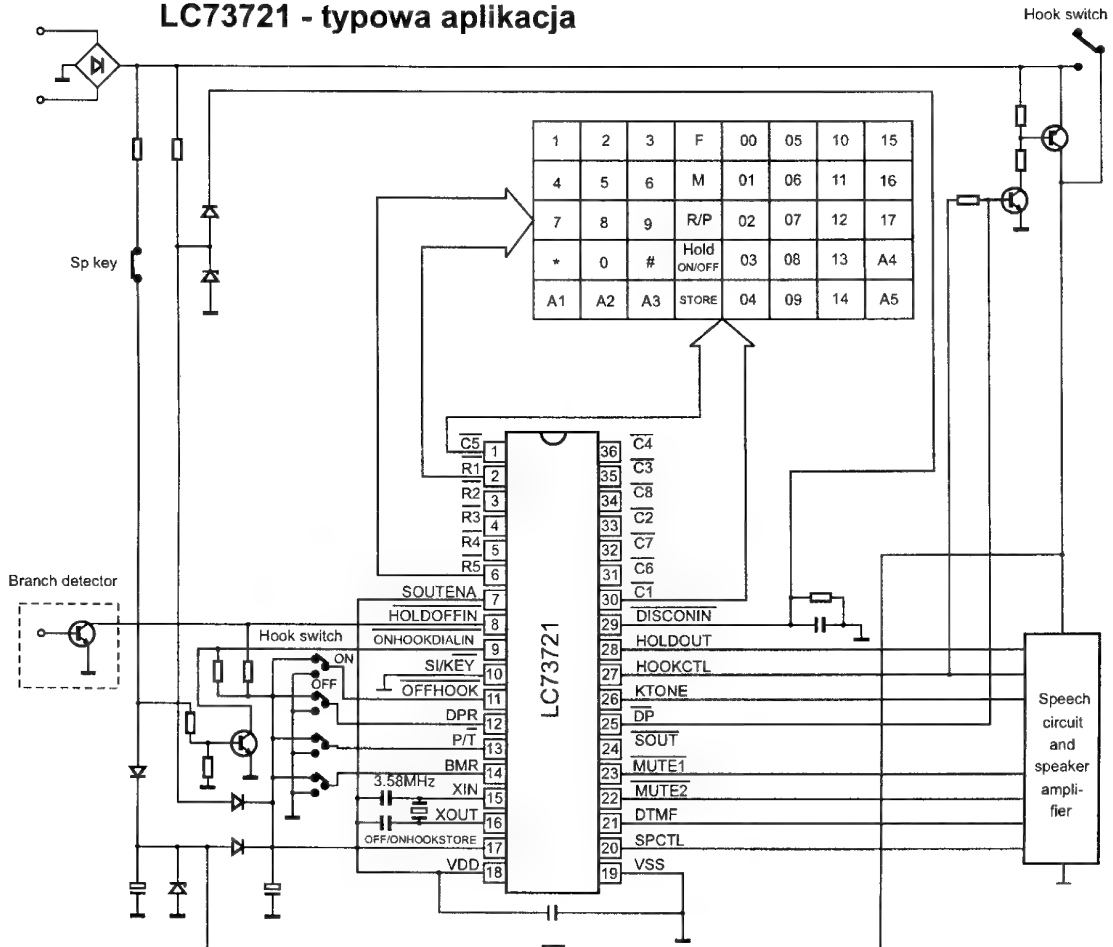 LC73721 - typowa aplikacja
Hook switch
1 2 3 F 00 05 10 15
4 5 6 M 01 06 11 16
7 8 9 R/P 02 07 12 17
* 0 # Hold ON/OFF 03 08 13 A4
A1 A2 A3 STORE 04 09 14 A5
Sp key
Branch detector
Hook switch
ON
OFF
3.58MHz
LC73721
C5 1
R1 2
R2 3
R3 4
R4 5
R5 6
SOUTENA 7
HOLDOFFIN 8
ONHOOKDIALIN 9
SI/KEY 10
OFFHOOK 11
DPR 12
P/T 13
BMR 14
XIN 15
XOUT 16
OFF/ONHOOKSTORE 17
VDD 18
36 C4
35 C3
34 C8
33 C2
32 C7
31 C6
30 C1
29 DISCONIN
28 HOLDOUT
27 HOOKCTL
26 KTONE
25 DP
24 SOUT
23 MUTE1
22 MUTE2
21 DTMF
20 SPCTL
19 VSS
Speech
circuit
and
speaker
ampli-
fier